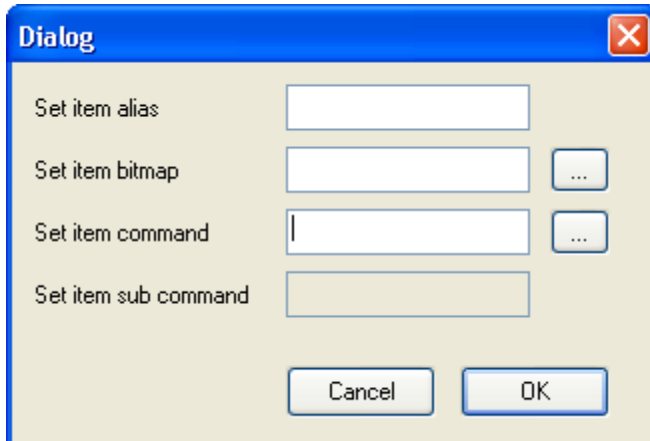 Dialog
Set item alias
Set item bitmap ...
Set item command ...
Set item sub command
Cancel OK